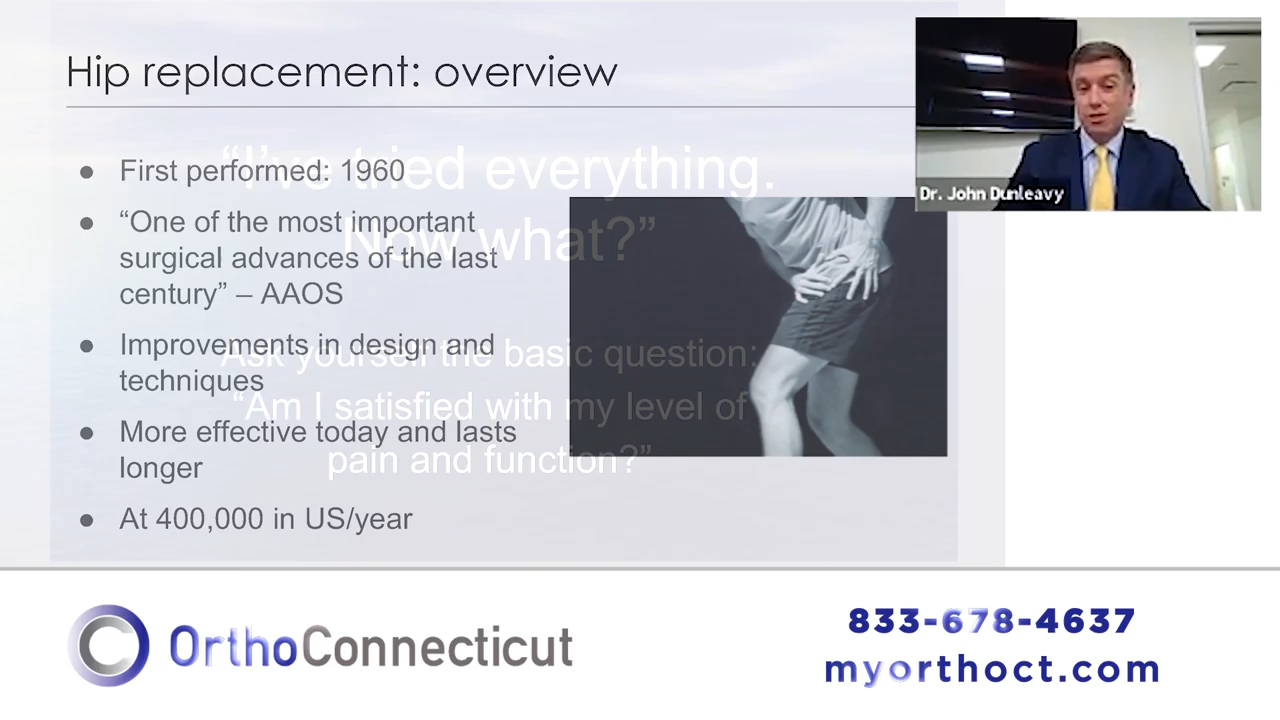 Hip replacement: overview
● First performed: 1960
● “One of the most important
surgical advances of the last
century” – AAOS
● Improvements in design and
techniques
● More effective today and lasts
longer
● At 400,000 in US/year
“I’ve tried everything.
Now what?”
Ask yourself the basic question:
“Am I satisfied with my level of
pain and function?”
Dr. John Dunleavy
OrthoConnecticut
833-678-4637
myorthoct.com